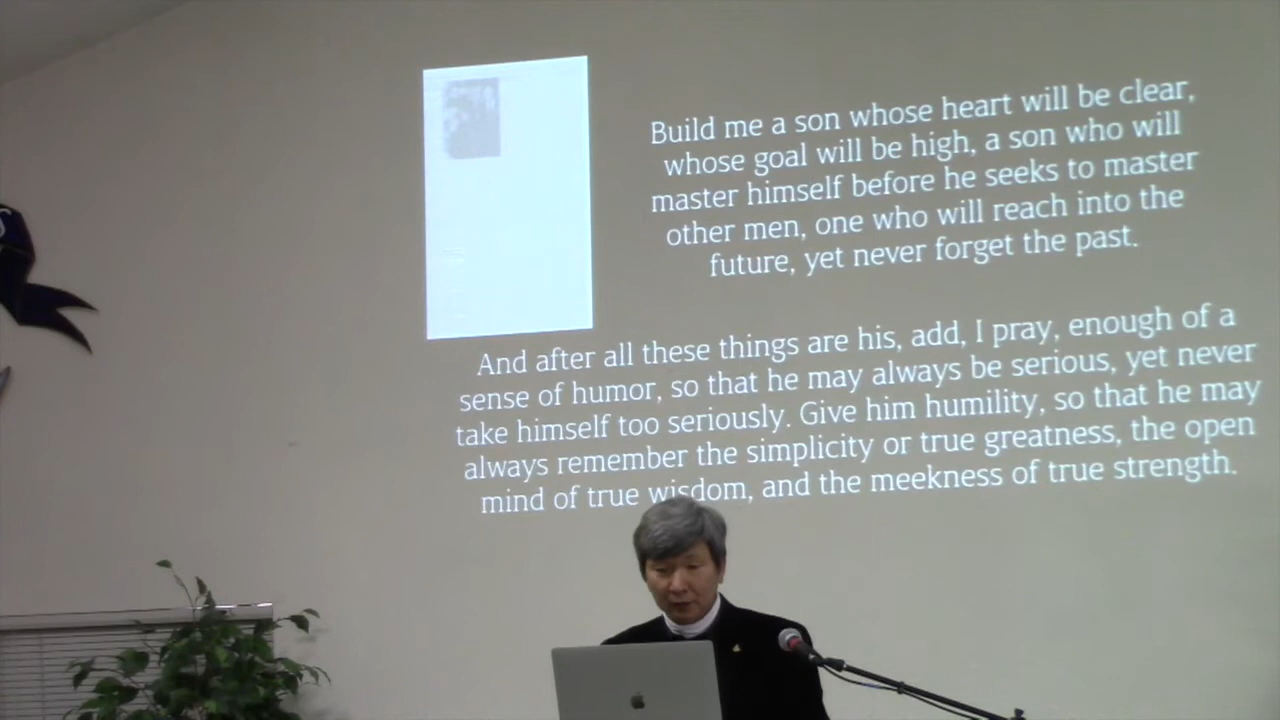 Build me a son whose heart will be clear,
whose goal will be high, a son who will
master himself before he seeks to master
other men, one who will reach into the
future, yet never forget the past.
And after all these things are his, add, I pray, enough of a
sense of humor, so that he may always be serious, yet never
take himself too seriously. Give him humility, so that he may
always remember the simplicity or true greatness, the open
mind of true wisdom, and the meekness of true strength.